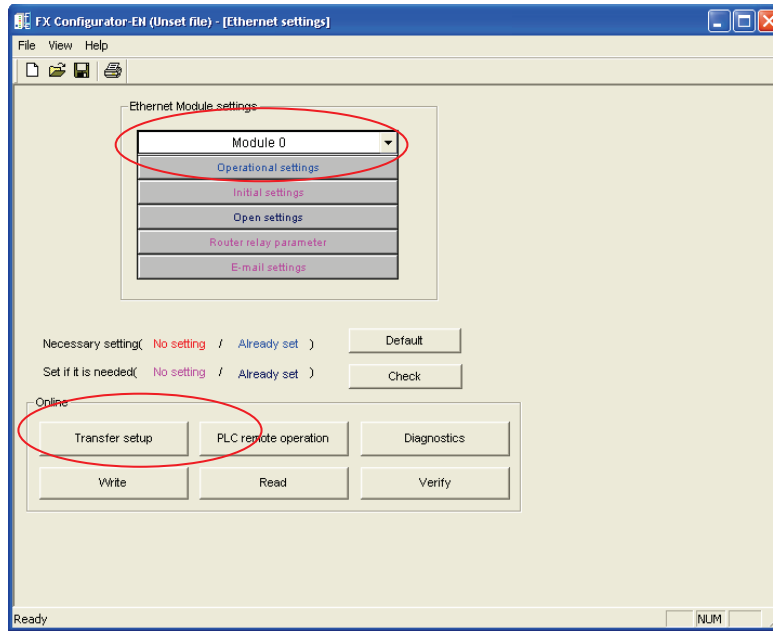 FX Configurator-EN (Unset file) - [Ethernet settings]
File View Help
Ethernet Module settings
Module 0
Operational settings
Initial settings
Open settings
Router relay parameter
E-mail settings
Necessary setting( No setting / Already set ) Default
Set if it is needed( No setting / Already set ) Check
Online
Transfer setup PLC remote operation Diagnostics
Write Read Verify
Ready NUM